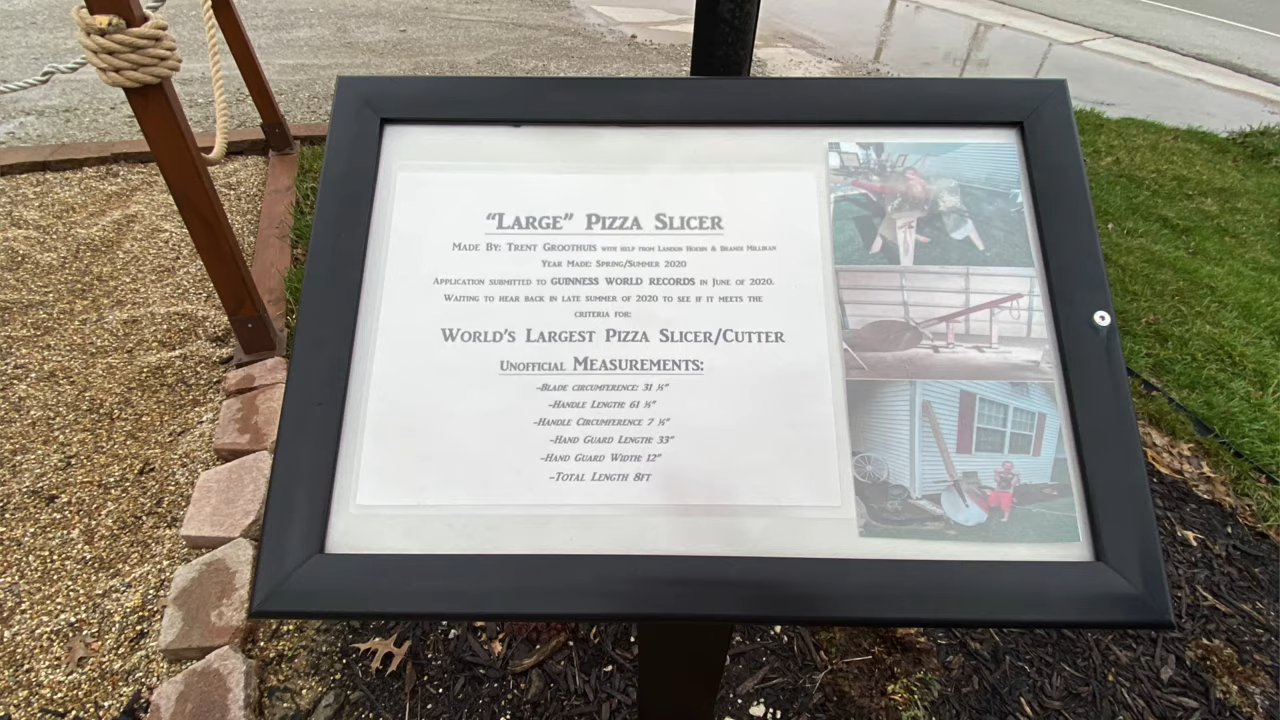 "Large" Pizza Slicer
Made By: Trent Groothuis with help from Landon Hoehn & Brandi Millikan
Year Made: Spring/Summer 2020
Application submitted to GUINNESS WORLD RECORDS in June of 2020.
Waiting to hear back in late summer of 2020 to see if it meets the
criteria for:
World's Largest Pizza Slicer/Cutter
Unofficial Measurements:
-Blade circumference: 31 ½"
-Handle Length: 61 ½"
-Handle Circumference 7 ½"
-Hand Guard Length: 33"
-Hand Guard Width: 12"
-Total Length 8ft